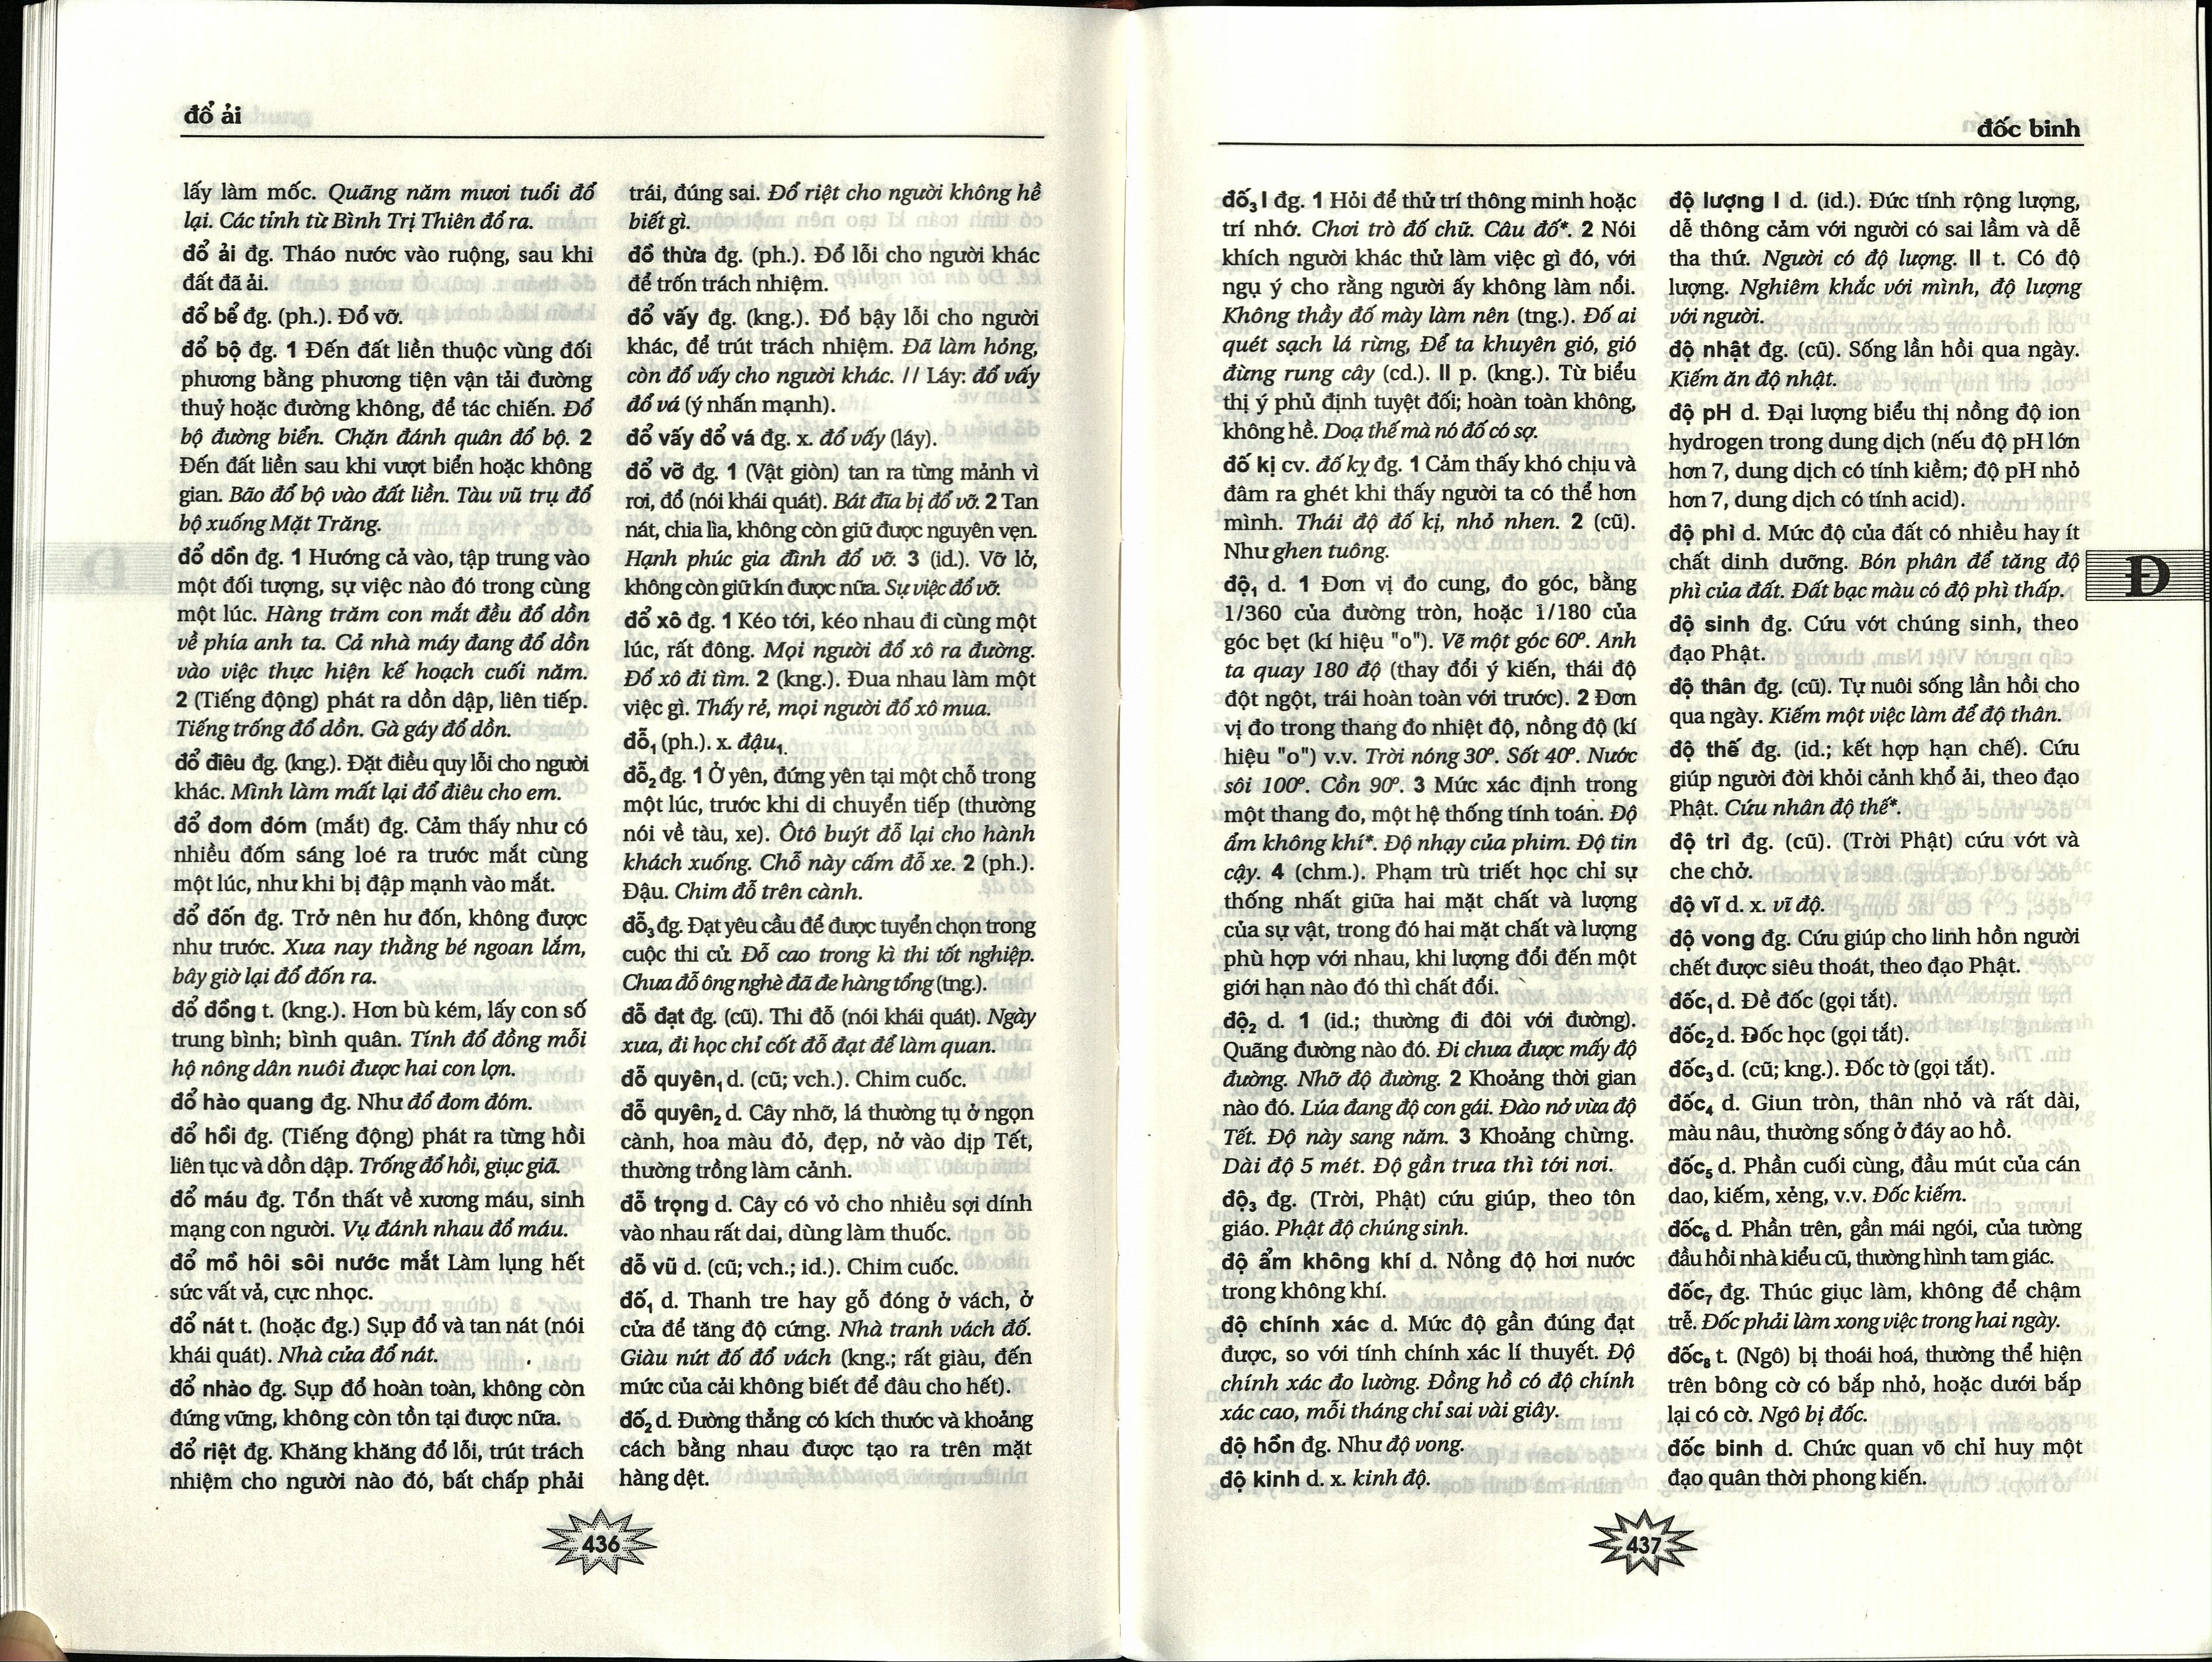 đổ ải
lấy làm mốc. Quãng năm mươi tuổi đổ
lại. Các tỉnh từ Bình Trị Thiên đổ ra.
đổ ải đg. Tháo nước vào ruộng, sau khi
đất đã ải.
đổ bể đg. (ph.). Đổ vỡ.
đổ bộ đg. 1 Đến đất liền thuộc vùng đối
phương bằng phương tiện vận tải đường
thuỷ hoặc đường không, để tác chiến. Đổ
bộ đường biển. Chặn đánh quân đổ bộ. 2
Đến đất liền sau khi vượt biển hoặc không
gian. Bão đổ bộ vào đất liền. Tàu vũ trụ đổ
bộ xuống Mặt Trăng.
đổ dồn đg. 1 Hướng cả vào, tập trung vào
một đối tượng, sự việc nào đó trong cùng
một lúc. Hàng trăm con mắt đều đổ dồn
về phía anh ta. Cả nhà máy đang đổ dồn
vào việc thực hiện kế hoạch cuối năm.
2 (Tiếng động) phát ra dồn dập, liên tiếp.
Tiếng trống đổ dồn. Gà gáy đổ dồn.
đổ điêu đg. (kng.). Đặt điều quy lỗi cho người
khác. Mình làm mất lại đổ điêu cho em.
đổ đom đóm (mắt) đg. Cảm thấy như có
nhiều đốm sáng loé ra trước mắt cùng
một lúc, như khi bị đập mạnh vào mắt.
đổ đốn đg. Trở nên hư đốn, không được
như trước. Xưa nay thằng bé ngoan lắm,
bây giờ lại đổ đốn ra.
đổ đồng t. (kng.). Hơn bù kém, lấy con số
trung bình; bình quân. Tính đổ đồng mỗi
hộ nông dân nuôi được hai con lợn.
đổ hào quang đg. Như đổ đom đóm.
đổ hồi đg. (Tiếng động) phát ra từng hồi
liên tục và dồn dập. Trống đổ hồi, giục giã.
đổ máu đg. Tổn thất về xương máu, sinh
mạng con người. Vụ đánh nhau đổ máu.
đổ mồ hôi sôi nước mắt Làm lụng hết
sức vất vả, cực nhọc.
đổ nát t. (hoặc đg.) Sụp đổ và tan nát (nói
khái quát). Nhà cửa đổ nát.
đổ nhào đg. Sụp đổ hoàn toàn, không còn
đứng vững, không còn tồn tại được nữa.
đổ riệt đg. Khăng khăng đổ lỗi, trút trách
nhiệm cho người nào đó, bất chấp phải
trái, đúng sai. Đổ riệt cho người không hề
biết gì.
đổ thừa đg. (ph.). Đổ lỗi cho người khác
để trốn trách nhiệm.
đổ vấy đg. (kng.). Đổ bậy lỗi cho người
khác, để trút trách nhiệm. Đã làm hỏng,
còn đổ vấy cho người khác. // Láy: đổ vấy
đổ vá (ý nhấn mạnh).
đổ vấy đổ vá đg. x. đổ vấy (láy).
đổ vỡ đg. 1 (Vật giòn) tan ra từng mảnh vì
rơi, đổ (nói khái quát). Bát đĩa bị đổ vỡ. 2 Tan
nát, chia lìa, không còn giữ được nguyên vẹn.
Hạnh phúc gia đình đổ vỡ. 3 (id.). Vỡ lở,
không còn giữ kín được nữa. Sự việc đổ vỡ.
đổ xô đg. 1 Kéo tới, kéo nhau đi cùng một
lúc, rất đông. Mọi người đổ xô ra đường.
Đổ xô đi tìm. 2 (kng.). Đua nhau làm một
việc gì. Thấy rẻ, mọi người đổ xô mua.
đỗ₁ (ph.). x. đậu₁.
đỗ₂ đg. 1 Ở yên, đứng yên tại một chỗ trong
một lúc, trước khi di chuyển tiếp (thường
nói về tàu, xe). Ôtô buýt đỗ lại cho hành
khách xuống. Chỗ này cấm đỗ xe. 2 (ph.).
Đậu. Chim đỗ trên cành.
đỗ₃ đg. Đạt yêu cầu để được tuyển chọn trong
cuộc thi cử. Đỗ cao trong kì thi tốt nghiệp.
Chưa đỗ ông nghè đã đe hàng tổng (tng.).
đỗ đạt đg. (cũ). Thi đỗ (nói khái quát). Ngày
xưa, đi học chỉ cốt đỗ đạt để làm quan.
đỗ quyên₁ d. (cũ; vch.). Chim cuốc.
đỗ quyên₂ d. Cây nhỡ, lá thường tụ ở ngọn
cành, hoa màu đỏ, đẹp, nở vào dịp Tết,
thường trồng làm cảnh.
đỗ trọng d. Cây có vỏ cho nhiều sợi dính
vào nhau rất dai, dùng làm thuốc.
đỗ vũ d. (cũ; vch.; id.). Chim cuốc.
đố₁ d. Thanh tre hay gỗ đóng ở vách, ở
cửa để tăng độ cứng. Nhà tranh vách đố.
Giàu nứt đố đổ vách (kng.; rất giàu, đến
mức của cải không biết để đâu cho hết).
đố₂ d. Đường thẳng có kích thước và khoảng
cách bằng nhau được tạo ra trên mặt
hàng dệt.
436
đốc binh
đố₃ I đg. 1 Hỏi để thử trí thông minh hoặc
trí nhớ. Chơi trò đố chữ. Câu đố*. 2 Nói
khích người khác thử làm việc gì đó, với
ngụ ý cho rằng người ấy không làm nổi.
Không thầy đố mày làm nên (tng.). Đố ai
quét sạch lá rừng, Để ta khuyên gió, gió
đừng rung cây (cd.). II p. (kng.). Từ biểu
thị ý phủ định tuyệt đối; hoàn toàn không,
không hề. Doạ thế mà nó đố có sợ.
đố kị cv. đố kỵ đg. 1 Cảm thấy khó chịu và
đâm ra ghét khi thấy người ta có thể hơn
mình. Thái độ đố kị, nhỏ nhen. 2 (cũ).
Như ghen tuông.
độ₁ d. 1 Đơn vị đo cung, đo góc, bằng
1/360 của đường tròn, hoặc 1/180 của
góc bẹt (kí hiệu "o"). Vẽ một góc 60º. Anh
ta quay 180 độ (thay đổi ý kiến, thái độ
đột ngột, trái hoàn toàn với trước). 2 Đơn
vị đo trong thang đo nhiệt độ, nồng độ (kí
hiệu "o") v.v. Trời nóng 30º. Sốt 40º. Nước
sôi 100º. Cồn 90º. 3 Mức xác định trong
một thang đo, một hệ thống tính toán. Độ
ẩm không khí*. Độ nhạy của phim. Độ tin
cậy. 4 (chm.). Phạm trù triết học chỉ sự
thống nhất giữa hai mặt chất và lượng
của sự vật, trong đó hai mặt chất và lượng
phù hợp với nhau, khi lượng đổi đến một
giới hạn nào đó thì chất đổi.
độ₂ d. 1 (id.; thường đi đôi với đường).
Quãng đường nào đó. Đi chưa được mấy độ
đường. Nhỡ độ đường. 2 Khoảng thời gian
nào đó. Lúa đang độ con gái. Đào nở vừa độ
Tết. Độ này sang năm. 3 Khoảng chừng.
Dài độ 5 mét. Độ gần trưa thì tới nơi.
độ₃ đg. (Trời, Phật) cứu giúp, theo tôn
giáo. Phật độ chúng sinh.
độ ẩm không khí d. Nồng độ hơi nước
trong không khí.
độ chính xác d. Mức độ gần đúng đạt
được, so với tính chính xác lí thuyết. Độ
chính xác đo lường. Đồng hồ có độ chính
xác cao, mỗi tháng chỉ sai vài giây.
độ hồn đg. Như độ vong.
độ kinh d. x. kinh độ.
độ lượng I d. (id.). Đức tính rộng lượng,
dễ thông cảm với người có sai lầm và dễ
tha thứ. Người có độ lượng. II t. Có độ
lượng. Nghiêm khắc với mình, độ lượng
với người.
độ nhật đg. (cũ). Sống lần hồi qua ngày.
Kiếm ăn độ nhật.
độ pH d. Đại lượng biểu thị nồng độ ion
hydrogen trong dung dịch (nếu độ pH lớn
hơn 7, dung dịch có tính kiềm; độ pH nhỏ
hơn 7, dung dịch có tính acid).
độ phì d. Mức độ của đất có nhiều hay ít
chất dinh dưỡng. Bón phân để tăng độ
phì của đất. Đất bạc màu có độ phì thấp.
độ sinh đg. Cứu vớt chúng sinh, theo
đạo Phật.
độ thân đg. (cũ). Tự nuôi sống lần hồi cho
qua ngày. Kiếm một việc làm để độ thân.
độ thế đg. (id.; kết hợp hạn chế). Cứu
giúp người đời khỏi cảnh khổ ải, theo đạo
Phật. Cứu nhân độ thế*.
độ trì đg. (cũ). (Trời Phật) cứu vớt và
che chở.
độ vĩ d. x. vĩ độ.
độ vong đg. Cứu giúp cho linh hồn người
chết được siêu thoát, theo đạo Phật.
đốc₁ d. Đề đốc (gọi tắt).
đốc₂ d. Đốc học (gọi tắt).
đốc₃ d. (cũ; kng.). Đốc tờ (gọi tắt).
đốc₄ d. Giun tròn, thân nhỏ và rất dài,
màu nâu, thường sống ở đáy ao hồ.
đốc₅ d. Phần cuối cùng, đầu mút của cán
dao, kiếm, xẻng, v.v. Đốc kiếm.
đốc₆ d. Phần trên, gần mái ngói, của tường
đầu hồi nhà kiểu cũ, thường hình tam giác.
đốc₇ đg. Thúc giục làm, không để chậm
trễ. Đốc phải làm xong việc trong hai ngày.
đốc₈ t. (Ngô) bị thoái hoá, thường thể hiện
trên bông cờ có bắp nhỏ, hoặc dưới bắp
lại có cờ. Ngô bị đốc.
đốc binh d. Chức quan võ chỉ huy một
đạo quân thời phong kiến.
Đ
437